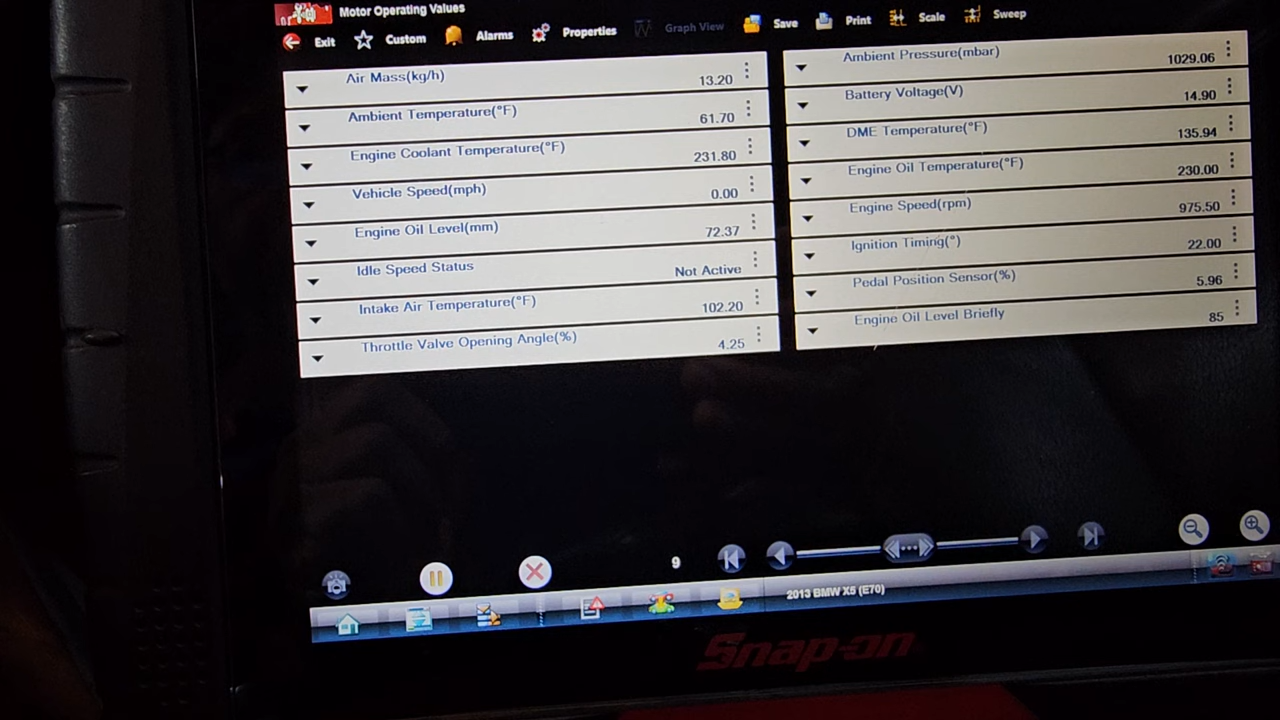 Motor Operating Values
Exit Custom Alarms Properties Graph View Save Print Scale Sweep
Air Mass(kg/h) 13.20
Ambient Temperature(°F) 61.70
Engine Coolant Temperature(°F) 231.80
Vehicle Speed(mph) 0.00
Engine Oil Level(mm) 72.37
Idle Speed Status Not Active
Intake Air Temperature(°F) 102.20
Throttle Valve Opening Angle(%) 4.25
Ambient Pressure(mbar) 1029.06
Battery Voltage(V) 14.90
DME Temperature(°F) 135.94
Engine Oil Temperature(°F) 230.00
Engine Speed(rpm) 975.50
Ignition Timing(°) 22.00
Pedal Position Sensor(%) 5.96
Engine Oil Level Briefly 85
9
2013 BMW X5 (E70)
Snap-on